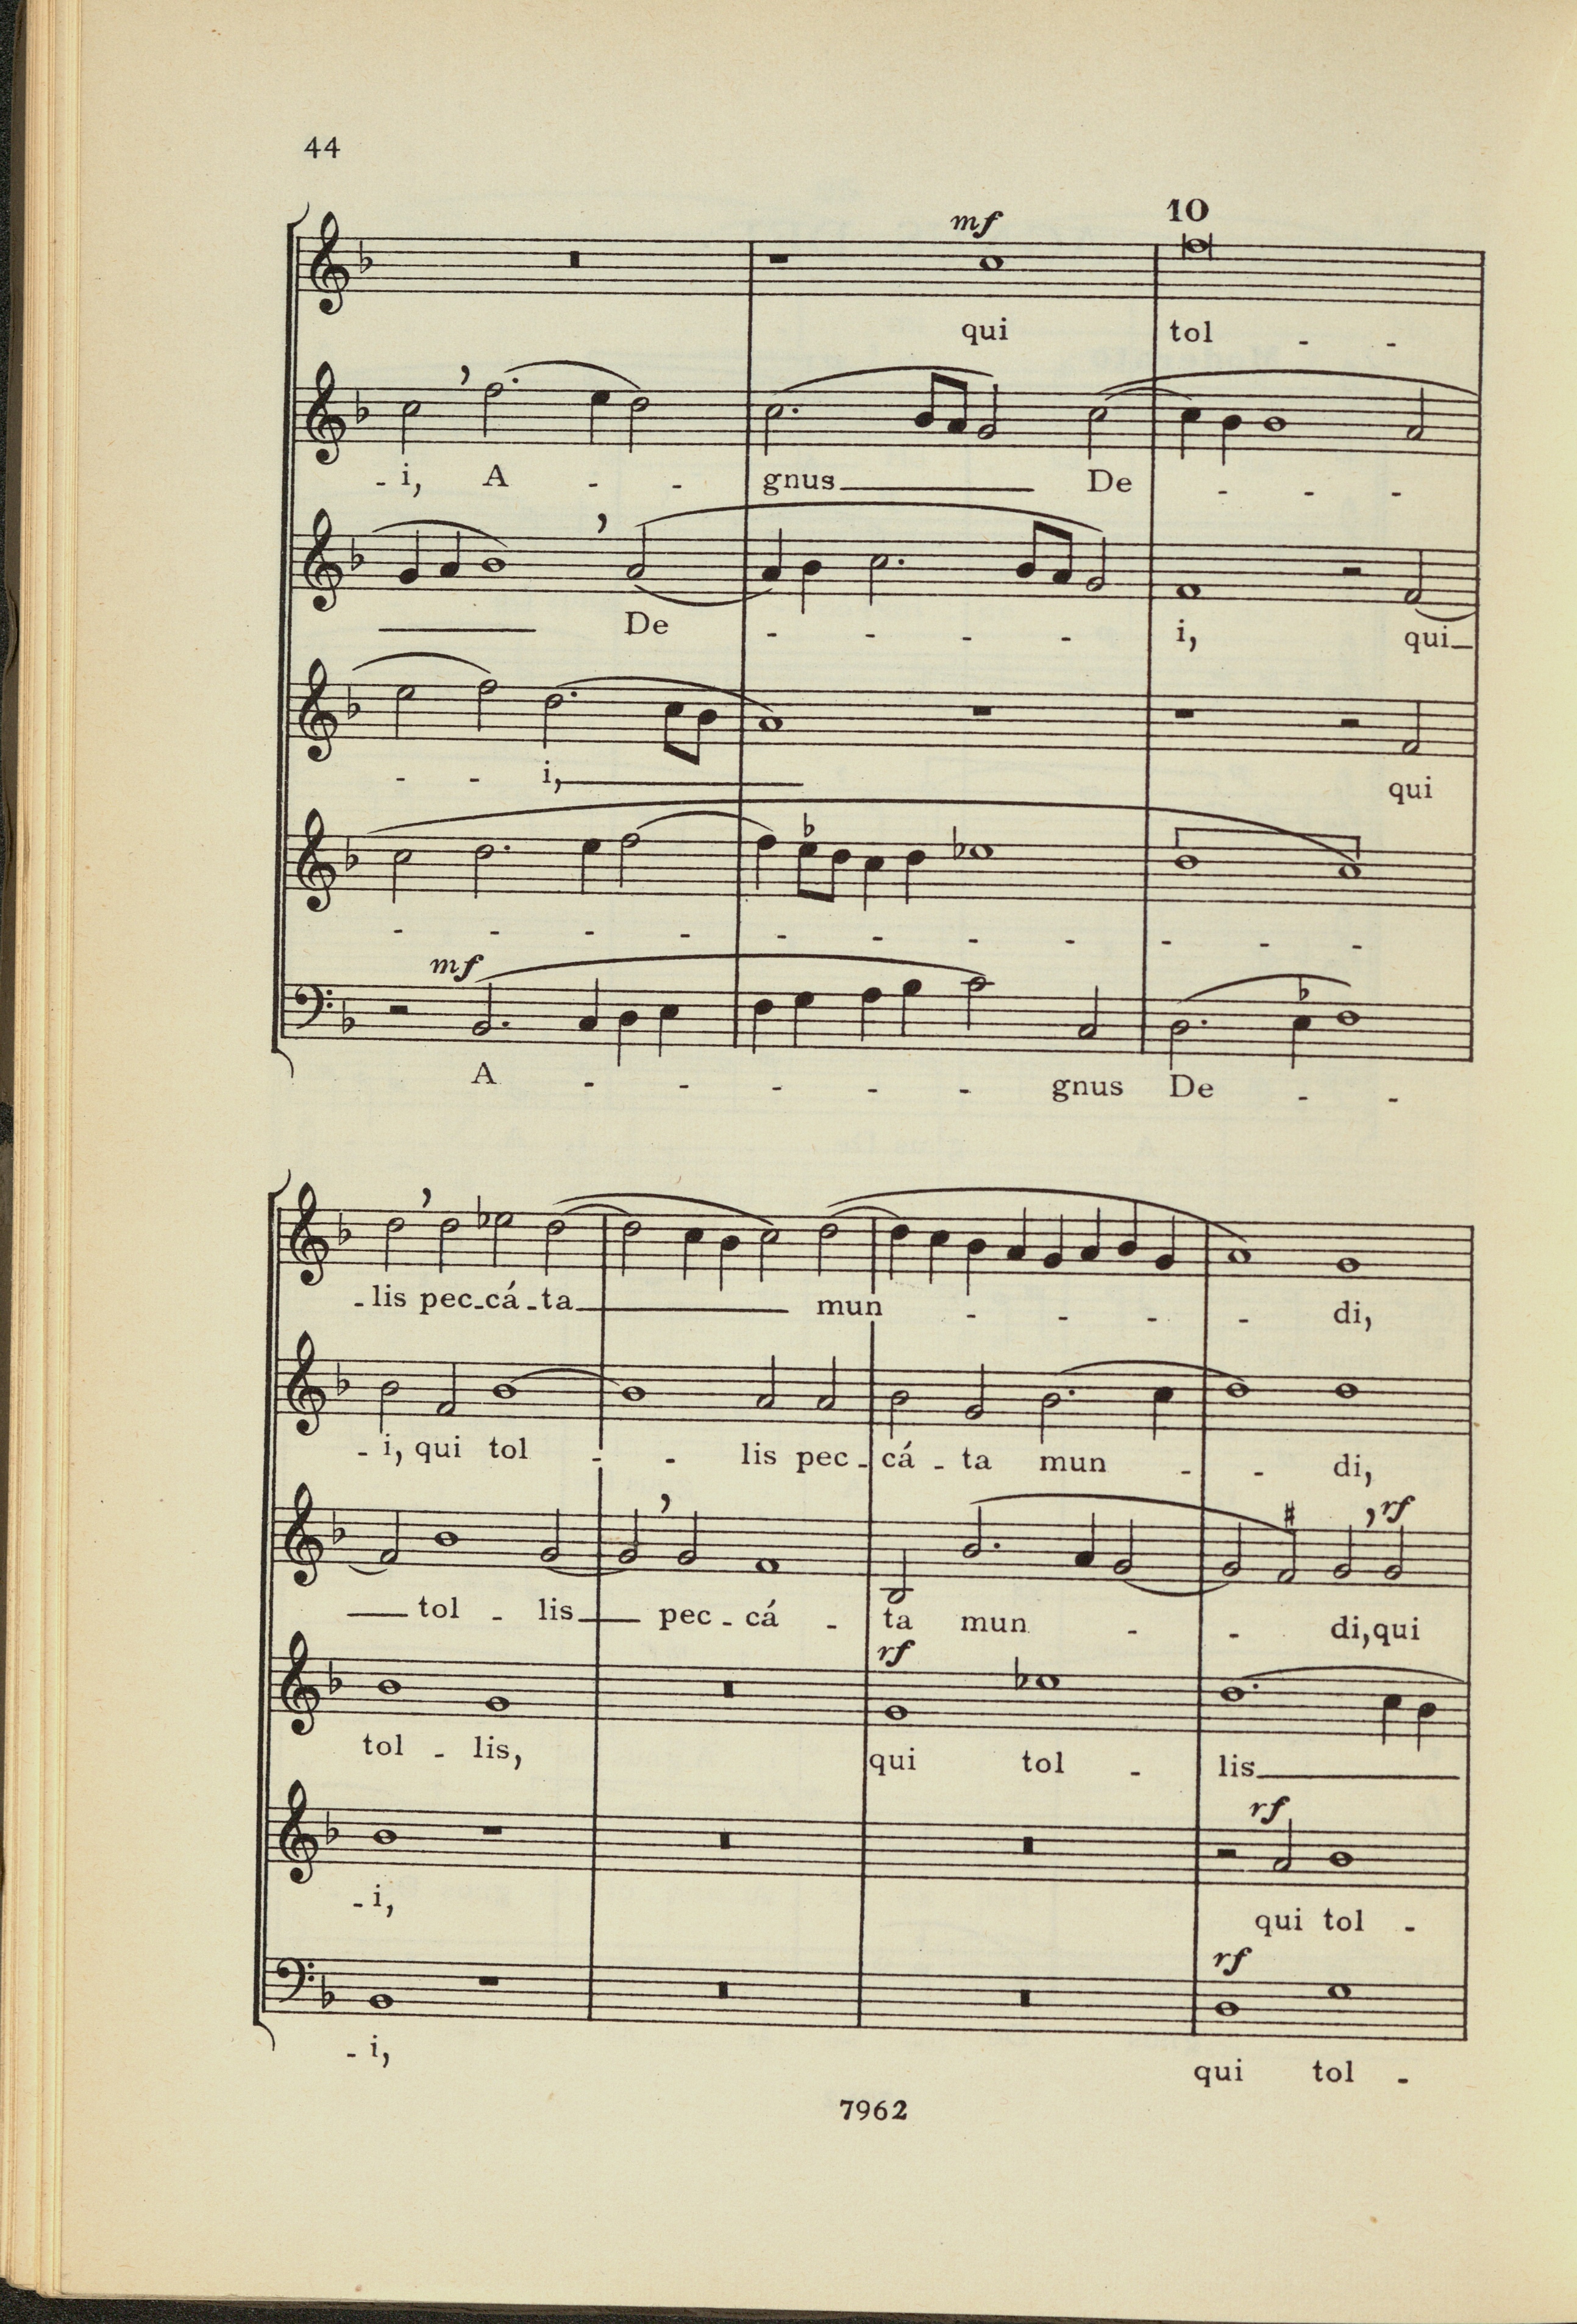 44
mf
10
qui tol - -
- i, A - - gnus De - - -
De - - - - i, qui
- - i, qui
- - - - - - - - - - -
mf
A - - - - - gnus De - -
- lis pec - cá - ta mun - - - - di,
- i, qui tol - - lis pec - cá - ta mun - - di,
rf
tol - lis pec - cá - ta mun - - di, qui
rf
tol - lis, qui tol - lis
rf
- i, qui tol -
rf
- i, qui tol -
7962